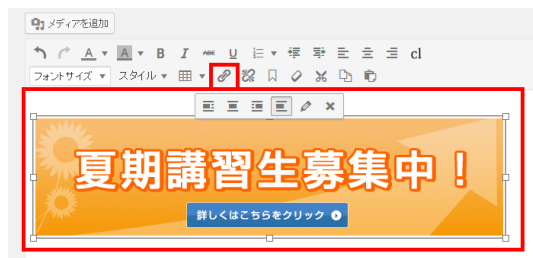 メディアを追加
A A B I ABC U cl
フォントサイズ スタイル
夏期講習生募集中！
詳しくはこちらをクリック